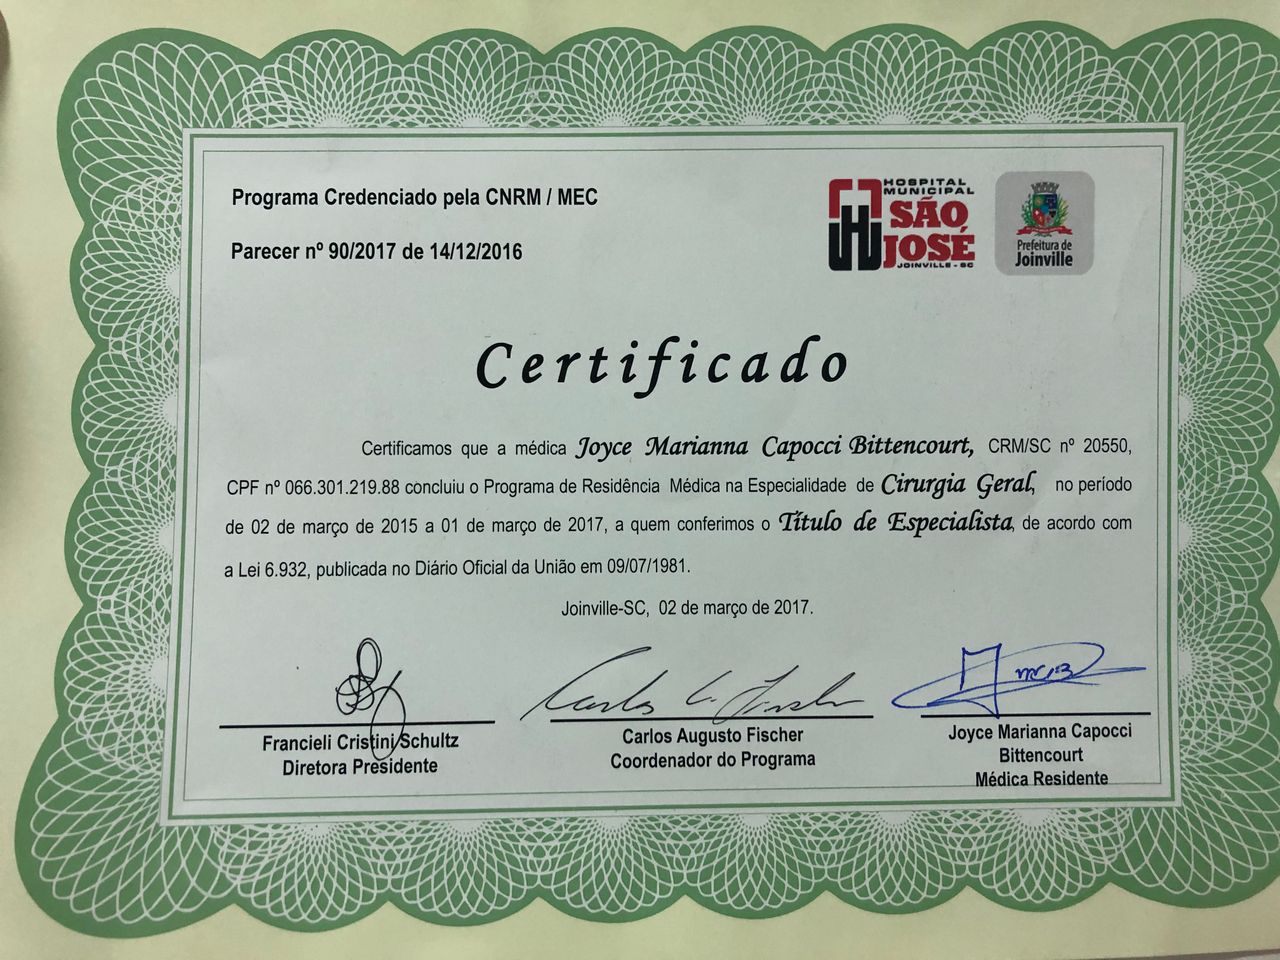 Programa Credenciado pela CNRM / MEC
Parecer nº 90/2017 de 14/12/2016
HOSPITAL
MUNICIPAL
SÃO
JOSÉ
JOINVILLE - SC
Prefeitura de
Joinville
Certificado
Certificamos que a médica Joyce Marianna Capocci Bittencourt, CRM/SC nº 20550,
CPF nº 066.301.219.88 concluiu o Programa de Residência Médica na Especialidade de Cirurgia Geral, no período
de 02 de março de 2015 a 01 de março de 2017, a quem conferimos o Título de Especialista, de acordo com
a Lei 6.932, publicada no Diário Oficial da União em 09/07/1981.
Joinville-SC, 02 de março de 2017.
Carlos A. Fischer
Francieli Cristini Schultz
Diretora Presidente
Carlos Augusto Fischer
Coordenador do Programa
Joyce Marianna Capocci
Bittencourt
Médica Residente